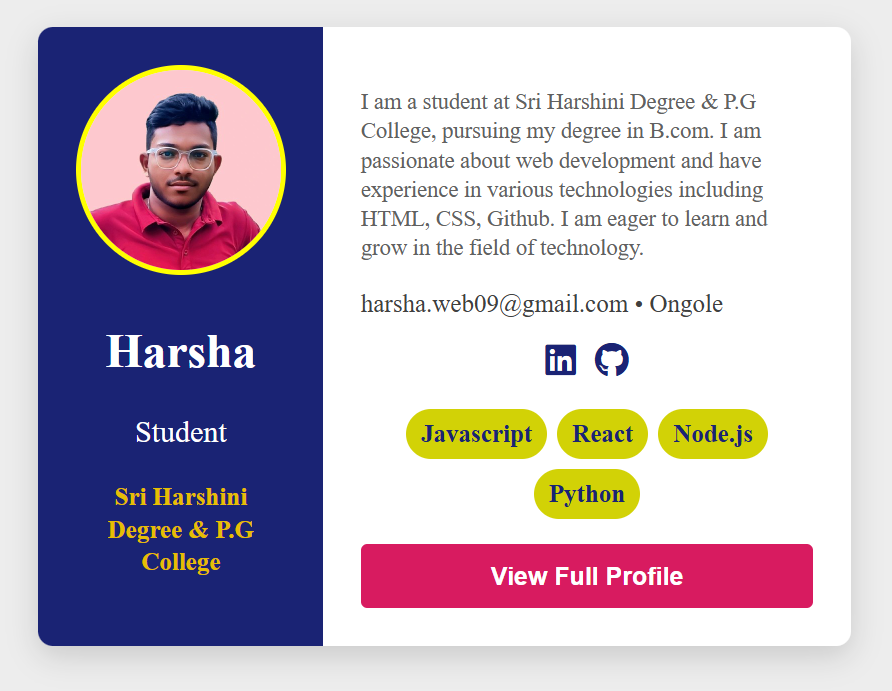 Harsha
Student
Sri Harshini
Degree & P.G
College
I am a student at Sri Harshini Degree & P.G
College, pursuing my degree in B.com. I am
passionate about web development and have
experience in various technologies including
HTML, CSS, Github. I am eager to learn and
grow in the field of technology.
harsha.web09@gmail.com • Ongole
in
Javascript React Node.js
Python
View Full Profile